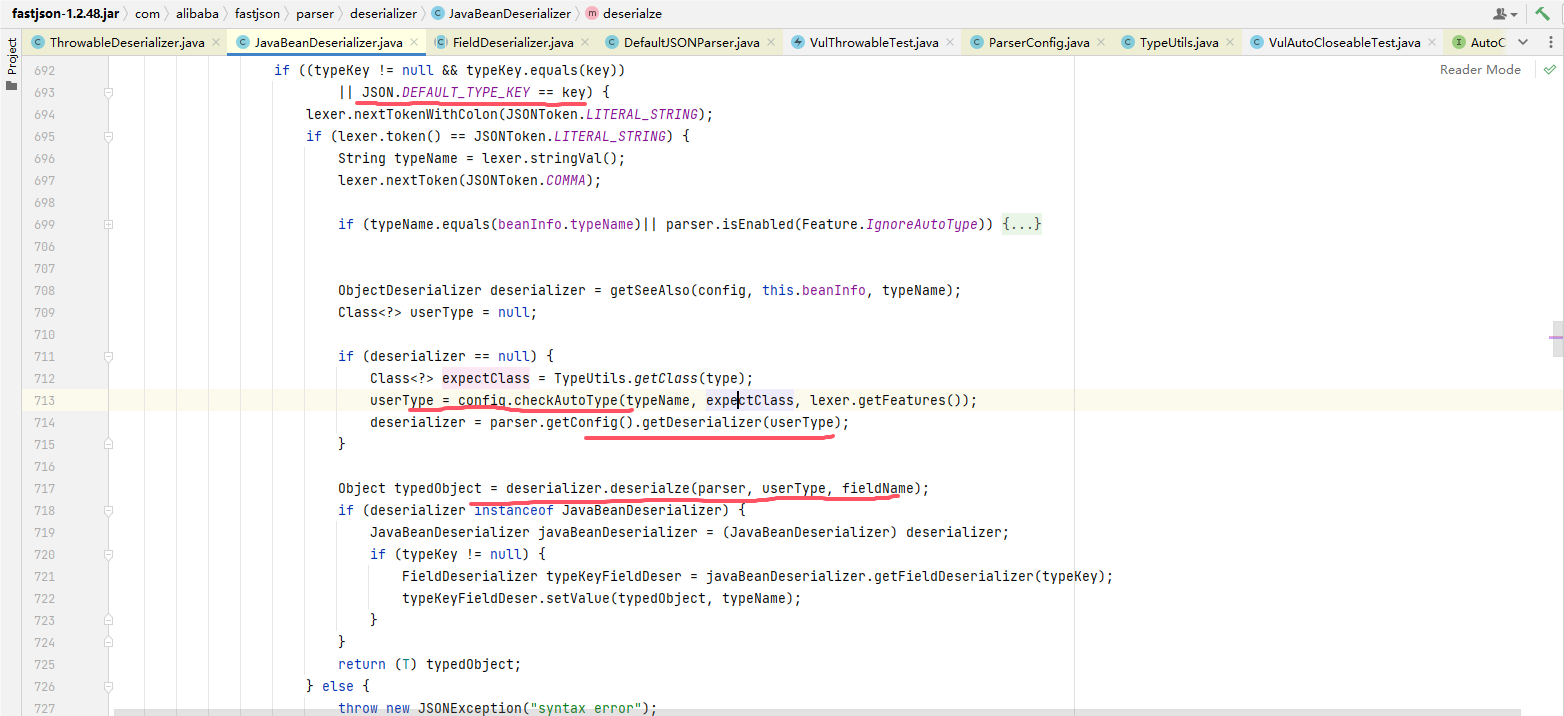 fastjson-1.2.48.jar com alibaba fastjson parser deserializer JavaBeanDeserializer deserialze
ThrowableDeserializer.java JavaBeanDeserializer.java FieldDeserializer.java DefaultJSONParser.java VulThrowableTest.java ParserConfig.java TypeUtils.java VulAutoCloseableTest.java AutoC
Project
Reader Mode
692 if ((typeKey != null && typeKey.equals(key))
693 || JSON.DEFAULT_TYPE_KEY == key) {
694 lexer.nextTokenWithColon(JSONToken.LITERAL_STRING);
695 if (lexer.token() == JSONToken.LITERAL_STRING) {
696 String typeName = lexer.stringVal();
697 lexer.nextToken(JSONToken.COMMA);
698
699 if (typeName.equals(beanInfo.typeName)|| parser.isEnabled(Feature.IgnoreAutoType)) {...}
706
707
708 ObjectDeserializer deserializer = getSeeAlso(config, this.beanInfo, typeName);
709 Class<?> userType = null;
710
711 if (deserializer == null) {
712 Class<?> expectClass = TypeUtils.getClass(type);
713 userType = config.checkAutoType(typeName, expectClass, lexer.getFeatures());
714 deserializer = parser.getConfig().getDeserializer(userType);
715 }
716
717 Object typedObject = deserializer.deserialze(parser, userType, fieldName);
718 if (deserializer instanceof JavaBeanDeserializer) {
719 JavaBeanDeserializer javaBeanDeserializer = (JavaBeanDeserializer) deserializer;
720 if (typeKey != null) {
721 FieldDeserializer typeKeyFieldDeser = javaBeanDeserializer.getFieldDeserializer(typeKey);
722 typeKeyFieldDeser.setValue(typedObject, typeName);
723 }
724 }
725 return (T) typedObject;
726 } else {
727 throw new JSONException("syntax error");